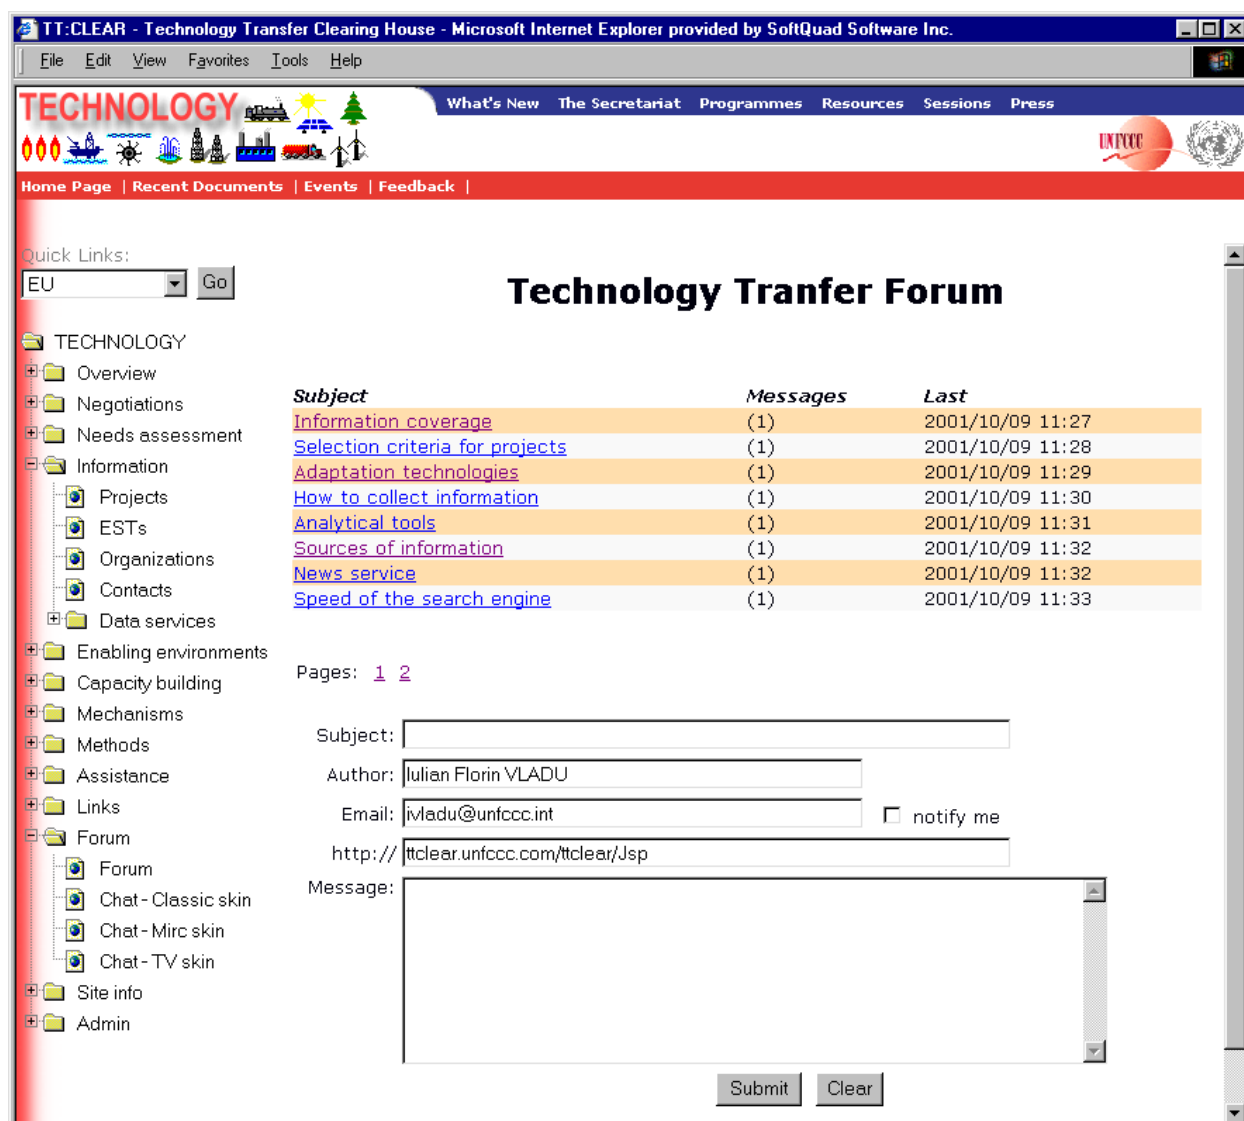 TT:CLEAR - Technology Transfer Clearing House - Microsoft Internet Explorer provided by SoftQuad Software Inc.
File Edit View Favorites Tools Help
TECHNOLOGY
What's New The Secretariat Programmes Resources Sessions Press
UNFCCC
Home Page | Recent Documents | Events | Feedback |
Quick Links:
EU Go
Technology Tranfer Forum
TECHNOLOGY
Overview
Negotiations
Needs assessment
Information
Projects
ESTs
Organizations
Contacts
Data services
Enabling environments
Capacity building
Mechanisms
Methods
Assistance
Links
Forum
Forum
Chat - Classic skin
Chat - Mirc skin
Chat - TV skin
Site info
Admin
Subject Messages Last
Information coverage (1) 2001/10/09 11:27
Selection criteria for projects (1) 2001/10/09 11:28
Adaptation technologies (1) 2001/10/09 11:29
How to collect information (1) 2001/10/09 11:30
Analytical tools (1) 2001/10/09 11:31
Sources of information (1) 2001/10/09 11:32
News service (1) 2001/10/09 11:32
Speed of the search engine (1) 2001/10/09 11:33
Pages: 1 2
Subject:
Author: Iulian Florin VLADU
Email: ivladu@unfccc.int notify me
http:// ttclear.unfccc.com/ttclear/Jsp
Message:
Submit Clear